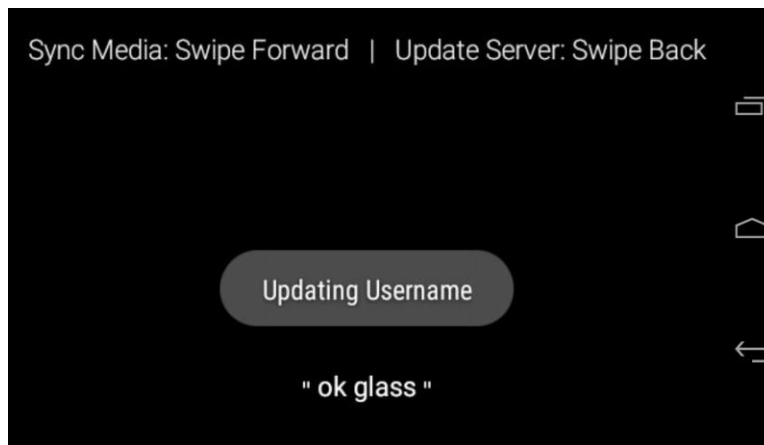 Sync Media: Swipe Forward | Update Server: Swipe Back
Updating Username
" ok glass "